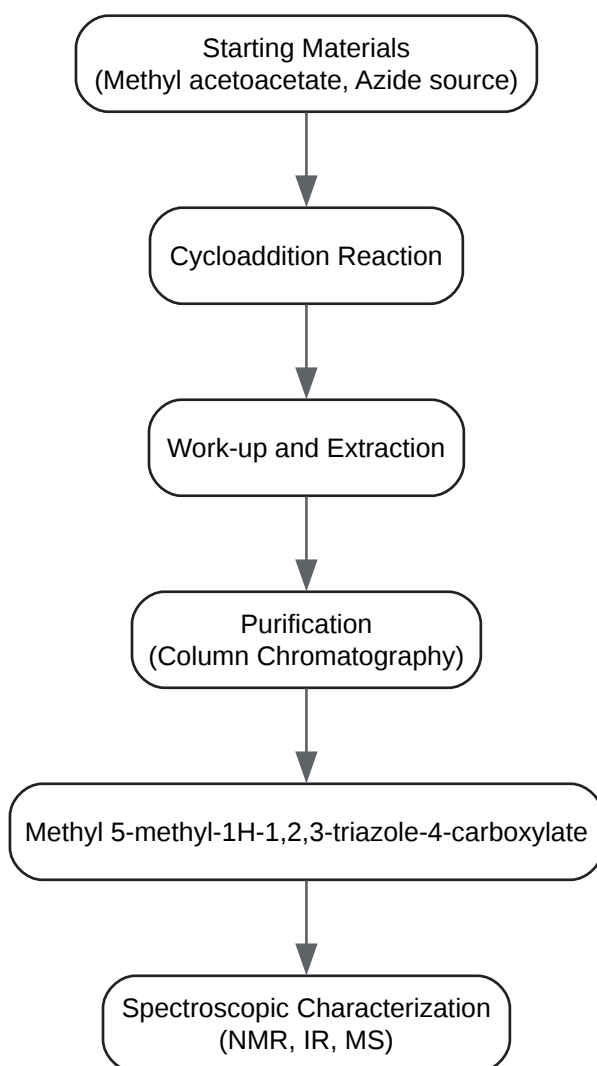 Starting Materials
(Methyl acetoacetate, Azide source)
Cycloaddition Reaction
Work-up and Extraction
Purification
(Column Chromatography)
Methyl 5-methyl-1H-1,2,3-triazole-4-carboxylate
Spectroscopic Characterization
(NMR, IR, MS)